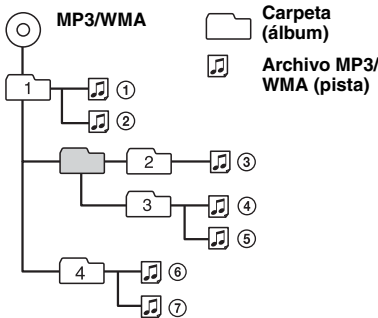 MP3/WMA
Carpeta
(álbum)
Archivo MP3/
WMA (pista)
1
①
②
2
③
3
④
⑤
4
⑥
⑦